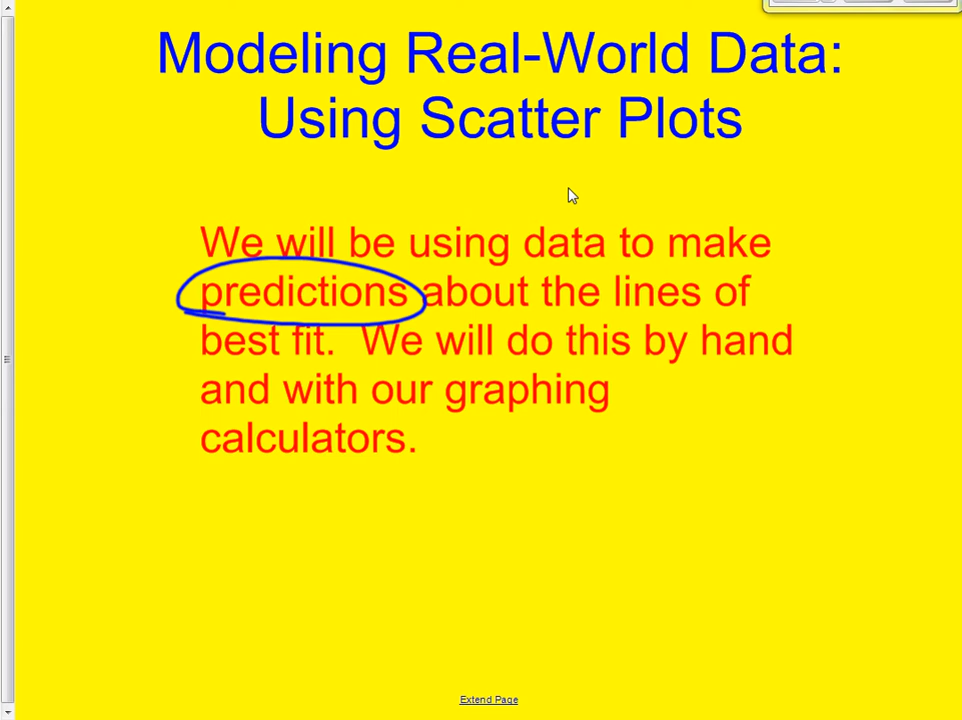 Modeling Real-World Data:
Using Scatter Plots
We will be using data to make
predictions about the lines of
best fit.  We will do this by hand
and with our graphing
calculators.
Extend Page